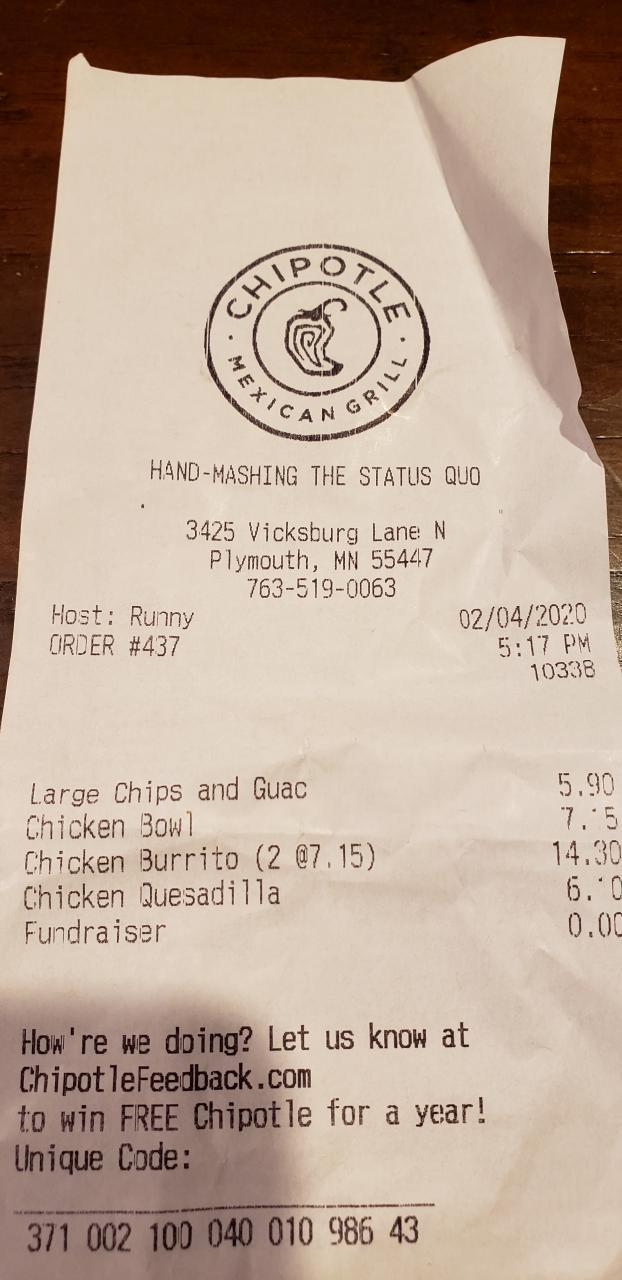 CHIPOTLE
MEXICAN GRILL
HAND-MASHING THE STATUS QUO
3425 Vicksburg Lane N
Plymouth, MN 55447
763-519-0063
Host: Runny 02/04/2020
ORDER #437 5:17 PM
10338
Large Chips and Guac 5.90
Chicken Bowl
Chicken Burrito (2 @7.15) 14.30
Chicken Quesadilla
Fundraiser 0.00
How're we doing? Let us know at
ChipotleFeedback.com
to win FREE Chipotle for a year!
Unique Code:
371 002 100 040 010 986 43